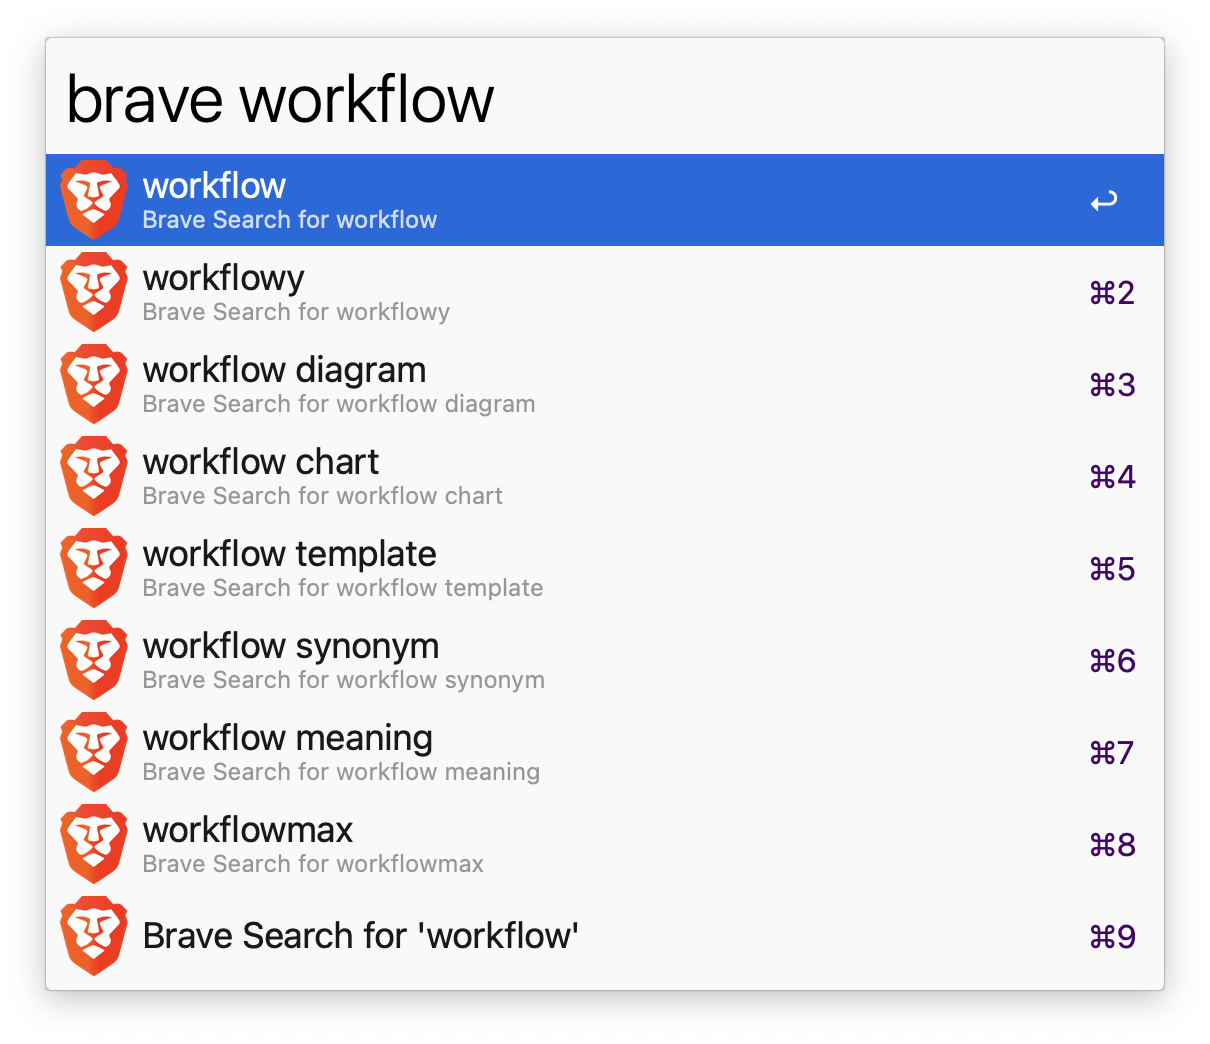 brave workflow
workflow
Brave Search for workflow
↩
workflowy
Brave Search for workflowy
⌘2
workflow diagram
Brave Search for workflow diagram
⌘3
workflow chart
Brave Search for workflow chart
⌘4
workflow template
Brave Search for workflow template
⌘5
workflow synonym
Brave Search for workflow synonym
⌘6
workflow meaning
Brave Search for workflow meaning
⌘7
workflowmax
Brave Search for workflowmax
⌘8
Brave Search for 'workflow'
⌘9